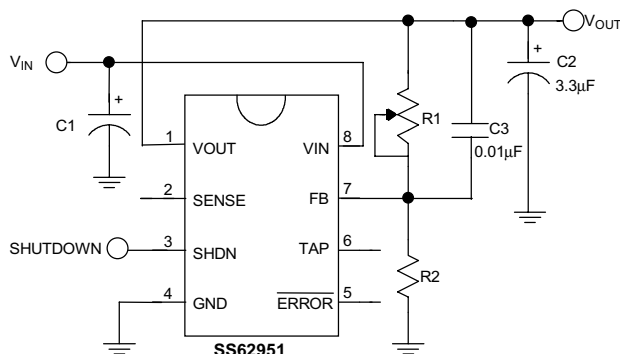 VOUT
VIN
C2
3.3µF
C1
R1
C3
0.01µF
1 VOUT VIN 8
2 SENSE FB 7
SHUTDOWN 3 SHDN TAP 6
R2
4 GND ERROR 5
SS62951